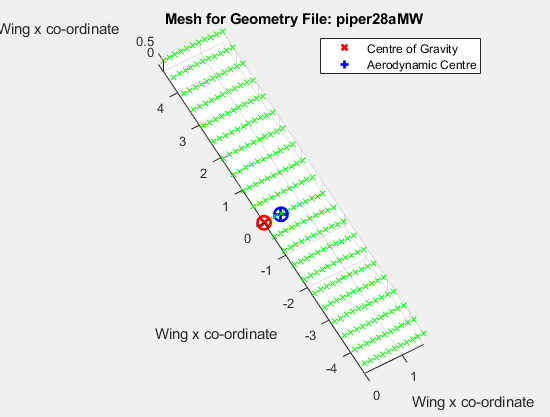 Mesh for Geometry File: piper28aMW
Wing x co-ordinate
0.5
0
Centre of Gravity
Aerodynamic Centre
4
3
2
1
0
-1
-2
-3
-4
Wing x co-ordinate
0
1
Wing x co-ordinate